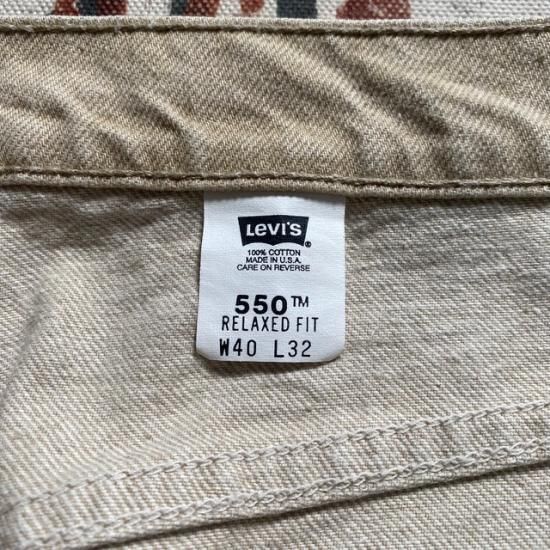 LEVI'S ®
100% COTTON
MADE IN U.S.A.
CARE ON REVERSE
550™
RELAXED FIT
W40 L32